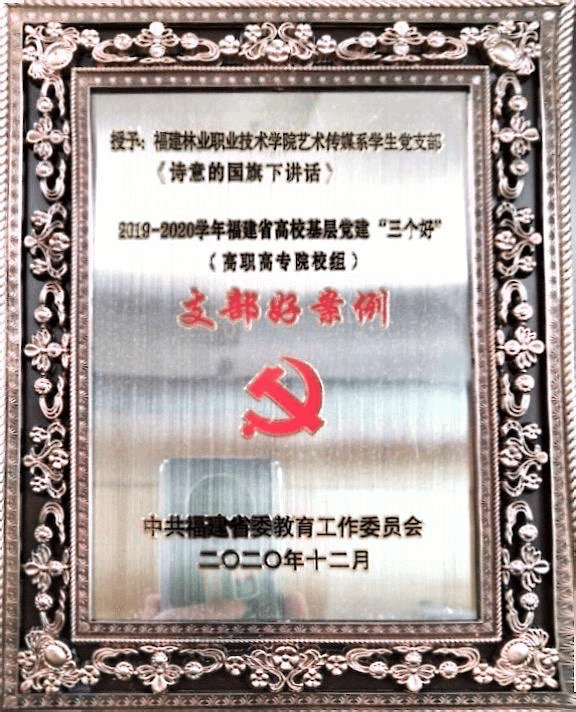 授予：福建林业职业技术学院艺术传媒系学生党支部
《诗意的国旗下讲话》
2019-2020学年福建省高校基层党建“三个好”
（高职高专院校组）
支部好案例
中共福建省委教育工作委员会
二〇二〇年十二月